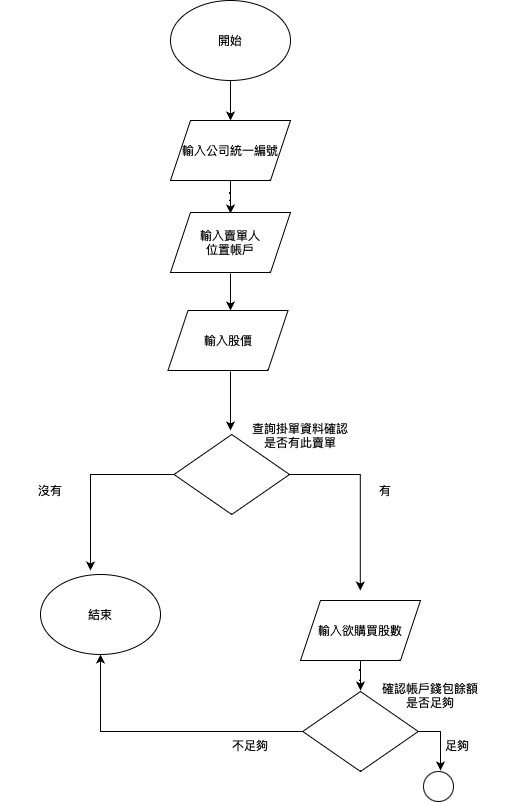 開始
輸入公司統一編號
輸入賣單人
位置帳戶
輸入股價
查詢掛單資料確認
是否有此賣單
沒有
有
結束
輸入欲購買股數
確認帳戶錢包餘額
是否足夠
不足夠
足夠